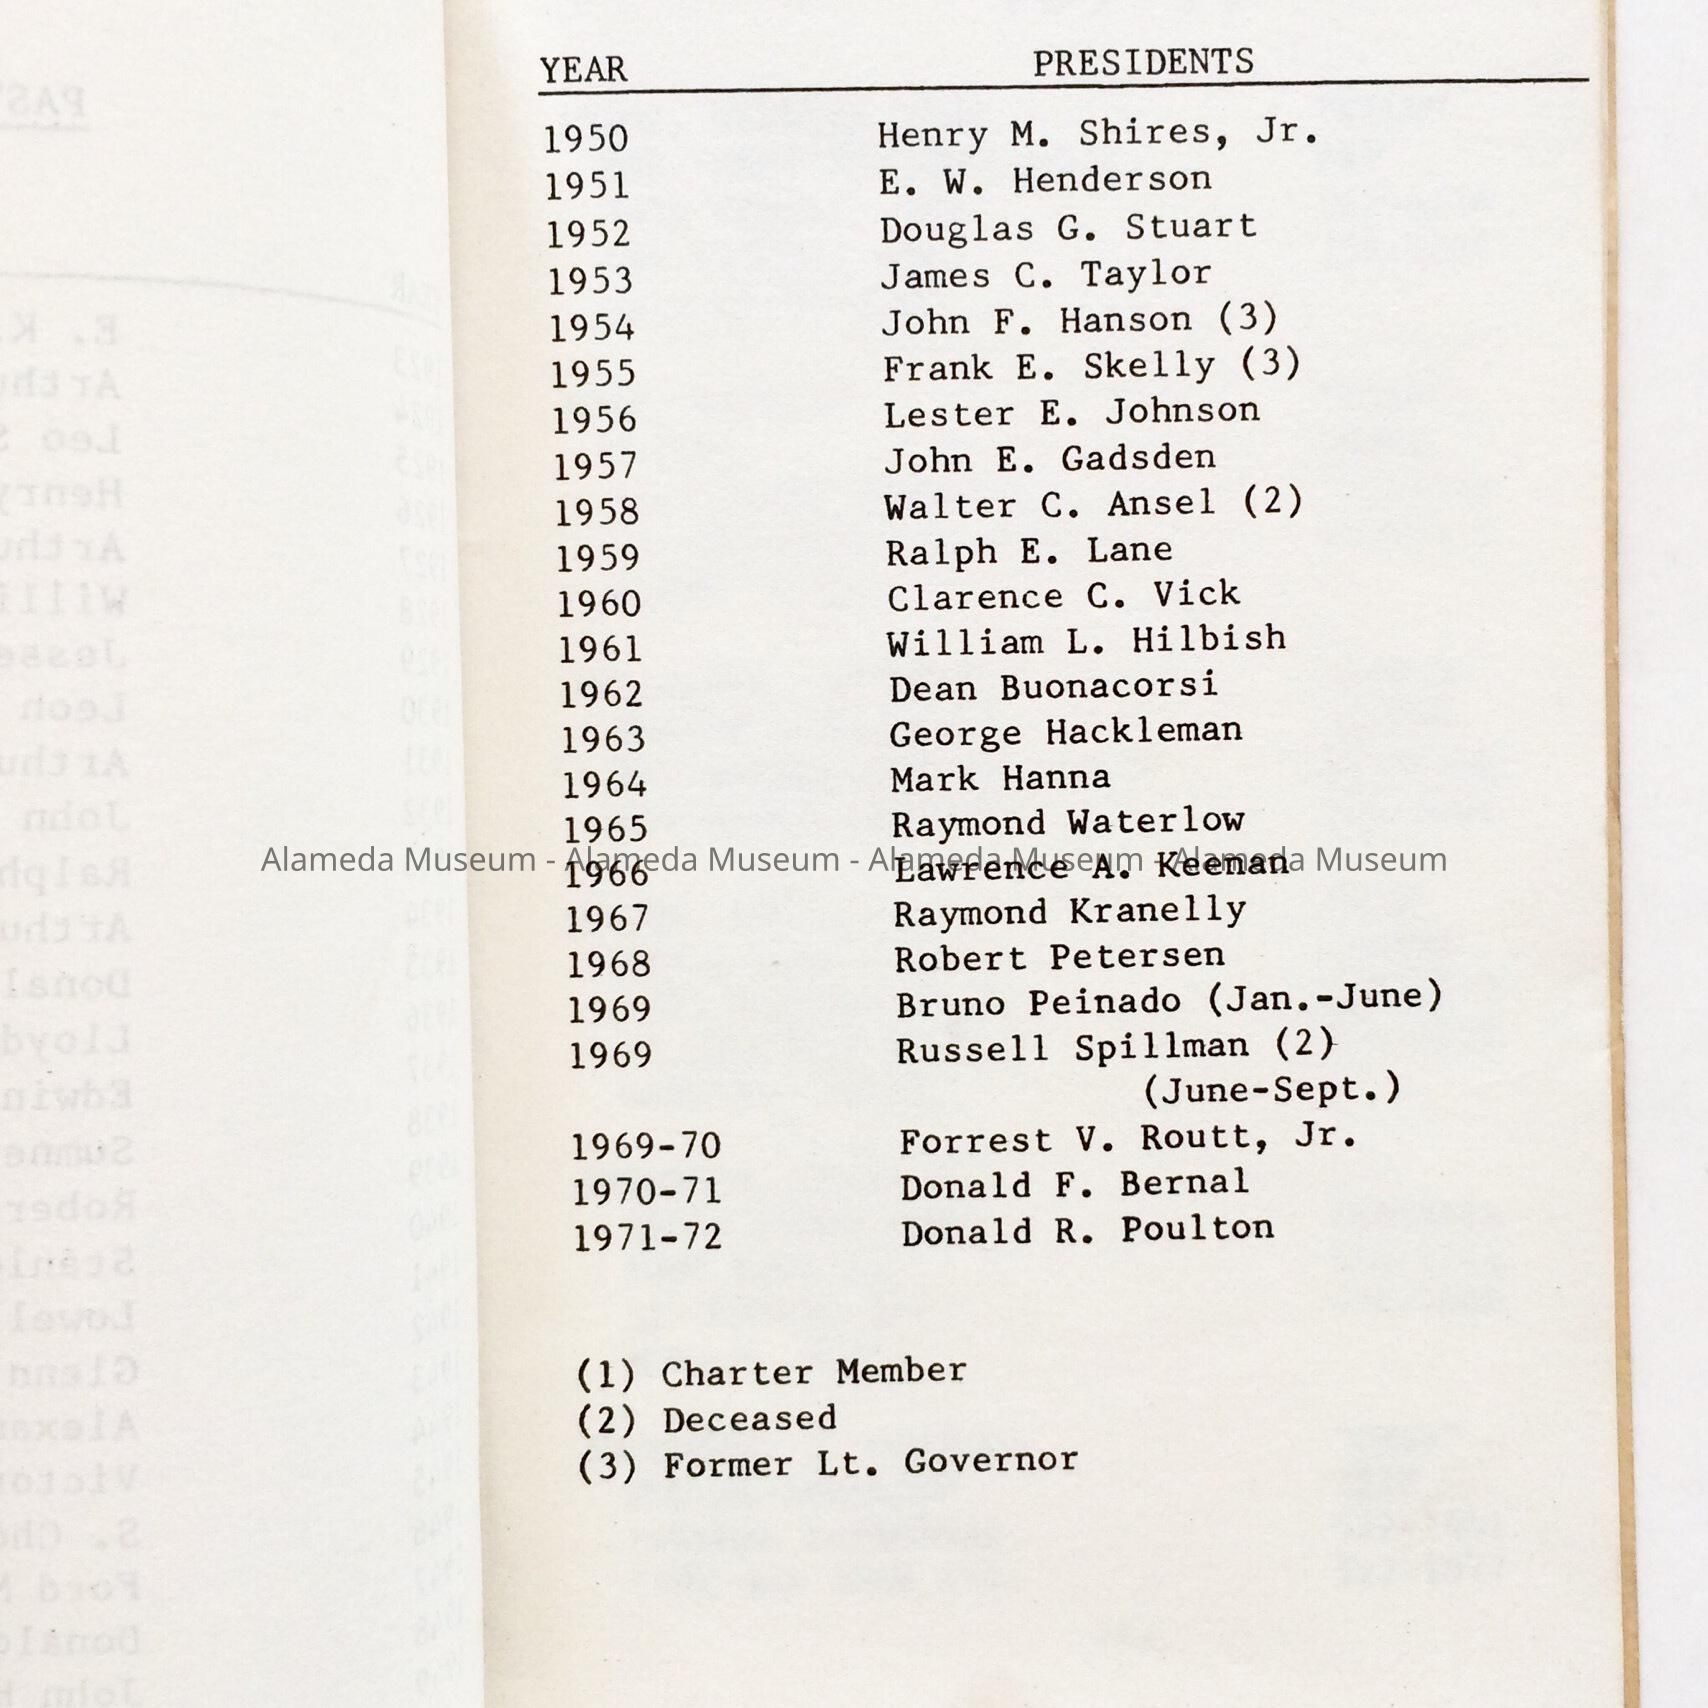 YEAR PRESIDENTS
1950 Henry M. Shires, Jr.
1951 E. W. Henderson
1952 Douglas G. Stuart
1953 James C. Taylor
1954 John F. Hanson (3)
1955 Frank E. Skelly (3)
1956 Lester E. Johnson
1957 John E. Gadsden
1958 Walter C. Ansel (2)
1959 Ralph E. Lane
1960 Clarence C. Vick
1961 William L. Hilbish
1962 Dean Buonacorsi
1963 George Hackleman
1964 Mark Hanna
1965 Raymond Waterlow
Alameda Museum - Alameda Museum - Alameda Museum - Alameda Museum
1966 Lawrence A. Keenan
1967 Raymond Kranelly
1968 Robert Petersen
1969 Bruno Peinado (Jan.-June)
1969 Russell Spillman (2)
(June-Sept.)
1969-70 Forrest V. Routt, Jr.
1970-71 Donald F. Bernal
1971-72 Donald R. Poulton
(1) Charter Member
(2) Deceased
(3) Former Lt. Governor